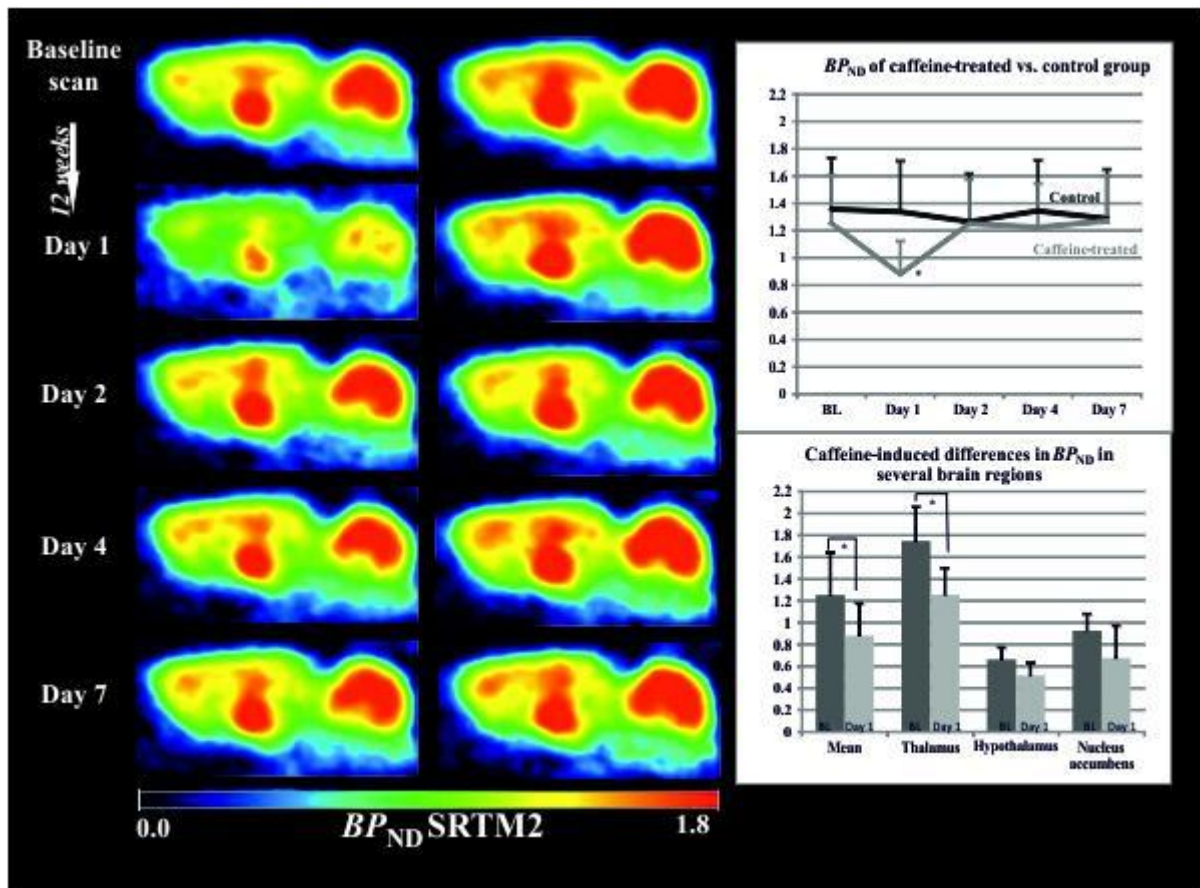 Baseline
scan
12 weeks
Day 1
Day 2
Day 4
Day 7
0.0
BP_ND SRTM2
1.8
BP_ND of caffeine-treated vs. control group
2.2
2
1.8
1.6
1.4
1.2
1
0.8
0.6
0.4
0.2
0
Control
Caffeine-treated
*
BL Day 1 Day 2 Day 4 Day 7
Caffeine-induced differences in BP_ND in
several brain regions
2.2
2
1.8
1.6
1.4
1.2
1
0.8
0.6
0.4
0.2
0
*
*
BL Day 1 BL Day 1 BL Day 1 BL Day 1
Mean Thalamus Hypothalamus Nucleus
accumbens